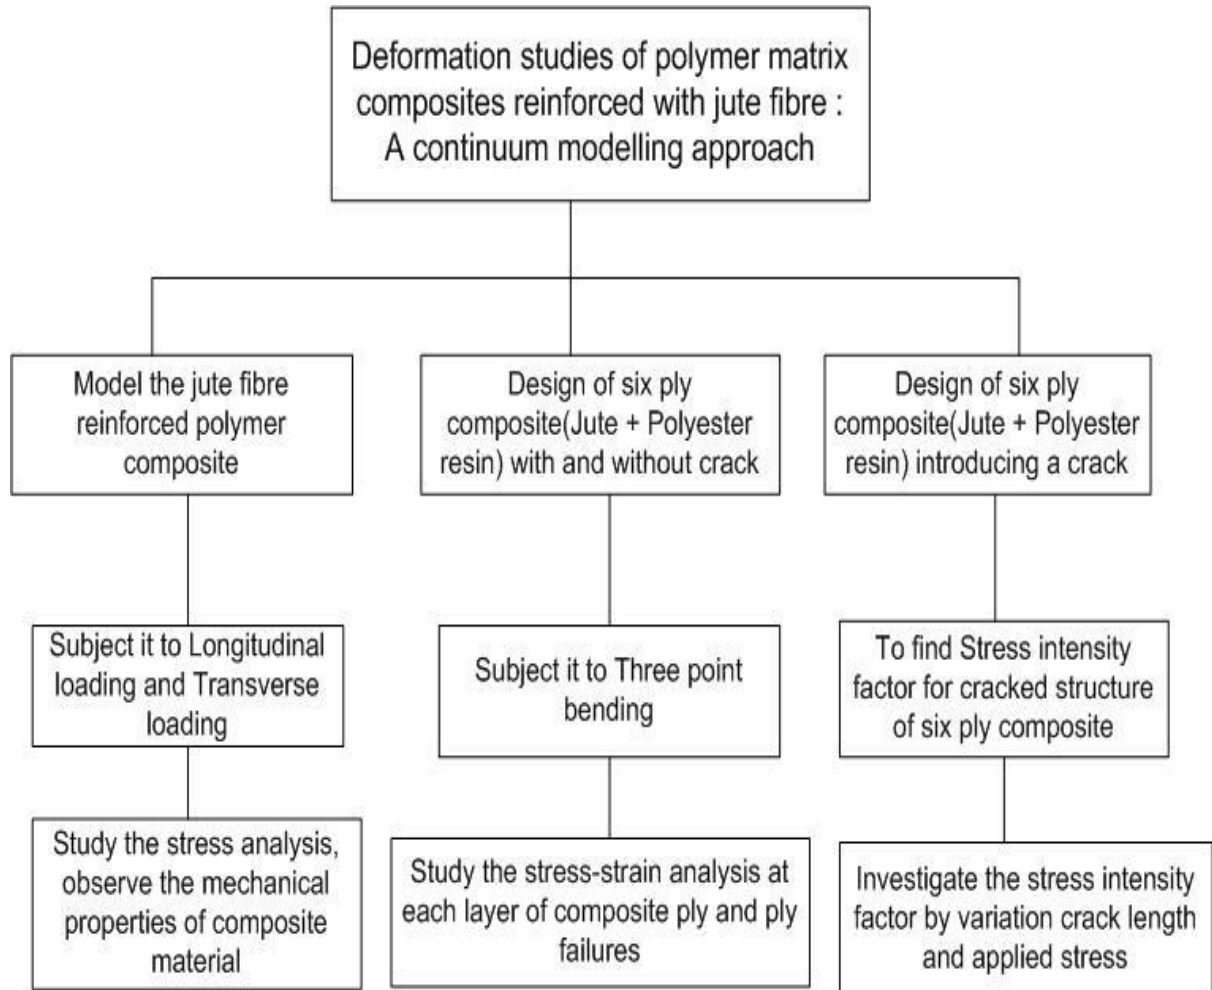 Deformation studies of polymer matrix
composites reinforced with jute fibre :
A continuum modelling approach
Model the jute fibre
reinforced polymer
composite
Design of six ply
composite(Jute + Polyester
resin) with and without crack
Design of six ply
composite(Jute + Polyester
resin) introducing a crack
Subject it to Longitudinal
loading and Transverse
loading
Subject it to Three point
bending
To find Stress intensity
factor for cracked structure
of six ply composite
Study the stress analysis,
observe the mechanical
properties of composite
material
Study the stress-strain analysis at
each layer of composite ply and ply
failures
Investigate the stress intensity
factor by variation crack length
and applied stress